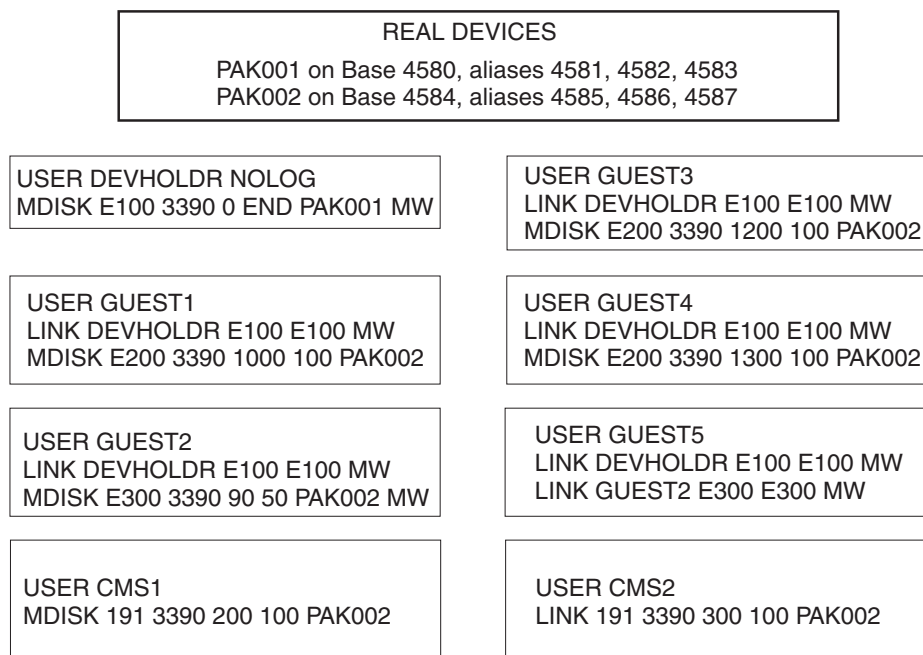 REAL DEVICES
PAK001 on Base 4580, aliases 4581, 4582, 4583
PAK002 on Base 4584, aliases 4585, 4586, 4587
USER DEVHOLDR NOLOG
MDISK E100 3390 0 END PAK001 MW
USER GUEST3
LINK DEVHOLDR E100 E100 MW
MDISK E200 3390 1200 100 PAK002
USER GUEST1
LINK DEVHOLDR E100 E100 MW
MDISK E200 3390 1000 100 PAK002
USER GUEST4
LINK DEVHOLDR E100 E100 MW
MDISK E200 3390 1300 100 PAK002
USER GUEST2
LINK DEVHOLDR E100 E100 MW
MDISK E300 3390 90 50 PAK002 MW
USER GUEST5
LINK DEVHOLDR E100 E100 MW
LINK GUEST2 E300 E300 MW
USER CMS1
MDISK 191 3390 200 100 PAK002
USER CMS2
LINK 191 3390 300 100 PAK002